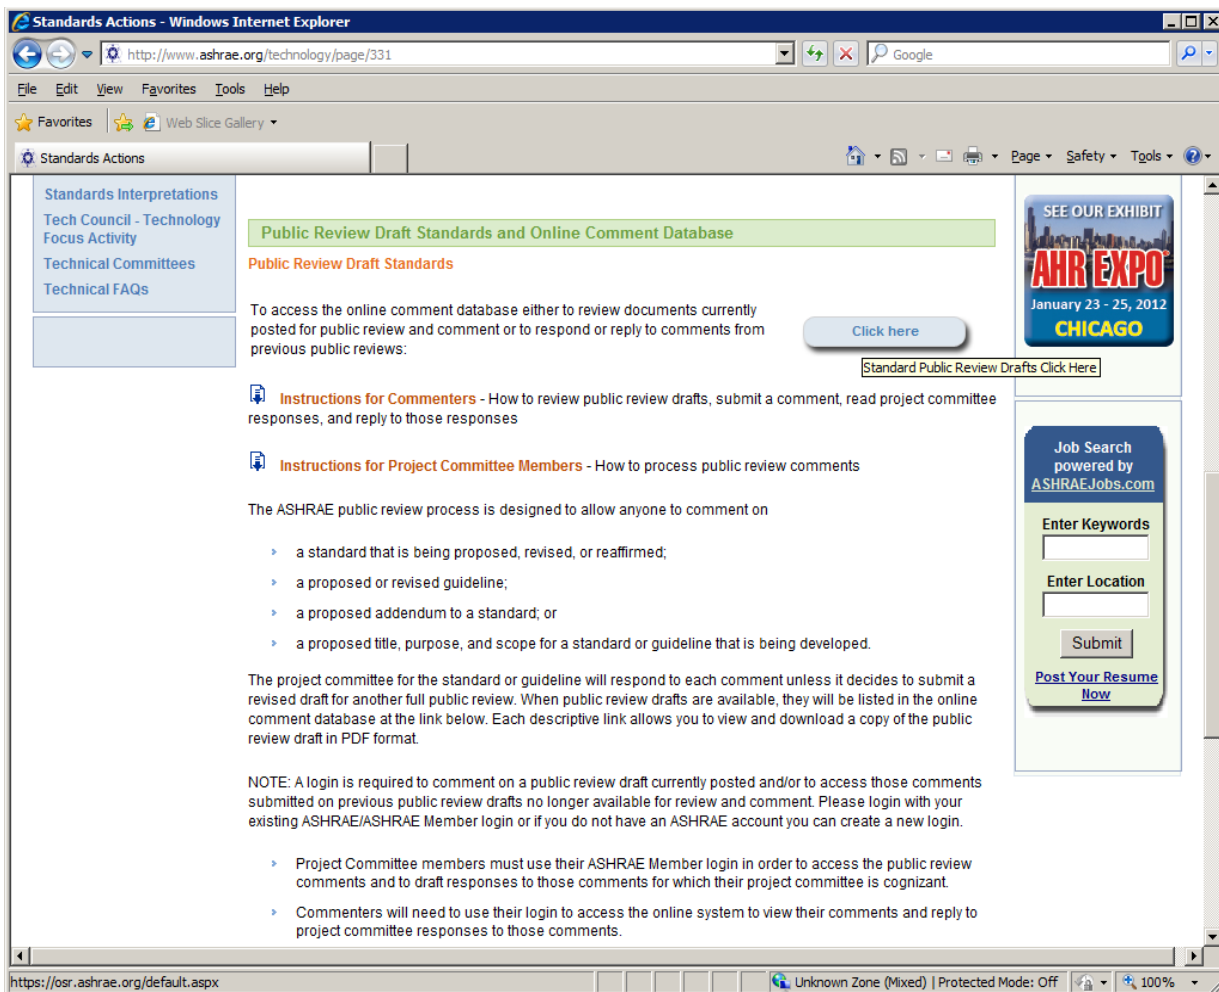 Standards Actions - Windows Internet Explorer
http://www.ashrae.org/technology/page/331
Google
File Edit View Favorites Tools Help
Favorites Web Slice Gallery
Standards Actions
Page Safety Tools
Standards Interpretations
Tech Council - Technology
Focus Activity
Technical Committees
Technical FAQs
Public Review Draft Standards and Online Comment Database
Public Review Draft Standards
To access the online comment database either to review documents currently
posted for public review and comment or to respond or reply to comments from
previous public reviews:
Click here
Standard Public Review Drafts Click Here
Instructions for Commenters - How to review public review drafts, submit a comment, read project committee
responses, and reply to those responses
Instructions for Project Committee Members - How to process public review comments
The ASHRAE public review process is designed to allow anyone to comment on
a standard that is being proposed, revised, or reaffirmed;
a proposed or revised guideline;
a proposed addendum to a standard; or
a proposed title, purpose, and scope for a standard or guideline that is being developed.
The project committee for the standard or guideline will respond to each comment unless it decides to submit a
revised draft for another full public review. When public review drafts are available, they will be listed in the online
comment database at the link below. Each descriptive link allows you to view and download a copy of the public
review draft in PDF format.
NOTE: A login is required to comment on a public review draft currently posted and/or to access those comments
submitted on previous public review drafts no longer available for review and comment. Please login with your
existing ASHRAE/ASHRAE Member login or if you do not have an ASHRAE account you can create a new login.
Project Committee members must use their ASHRAE Member login in order to access the public review
comments and to draft responses to those comments for which their project committee is cognizant.
Commenters will need to use their login to access the online system to view their comments and reply to
project committee responses to those comments.
SEE OUR EXHIBIT
AHR EXPO
January 23 - 25, 2012
CHICAGO
Job Search
powered by
ASHRAEJobs.com
Enter Keywords
Enter Location
Submit
Post Your Resume
Now
https://osr.ashrae.org/default.aspx
Unknown Zone (Mixed) | Protected Mode: Off
100%